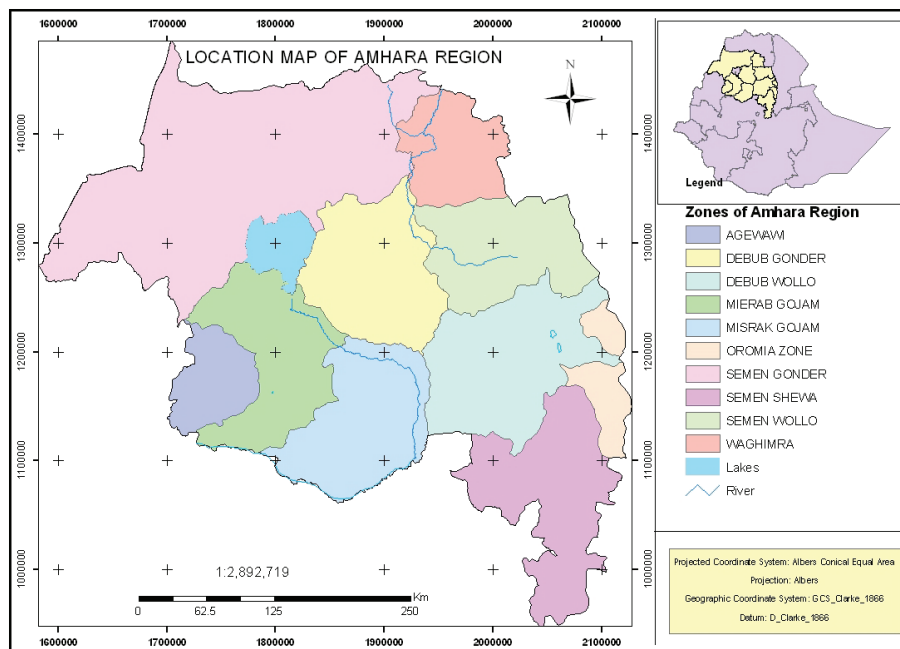 1600000 1700000 1800000 1900000 2000000 2100000
LOCATION MAP OF AMHARA REGION
N
1400000
1300000
1200000
1100000
1000000
1400000
1300000
1200000
1100000
1000000
1:2,892,719
Km
0 62.5 125 250
1600000 1700000 1800000 1900000 2000000 2100000
Legend
Zones of Amhara Region
AGEWAWI
DEBUB GONDER
DEBUB WOLLO
MIERAB GOJAM
MISRAK GOJAM
OROMIA ZONE
SEMEN GONDER
SEMEN SHEWA
SEMEN WOLLO
WAGHIMRA
Lakes
River
Projected Coordinate System: Albers Conical Equal Area
Projection: Albers
Geographic Coordinate System: GCS_Clarke_1866
Datum: D_Clarke_1866